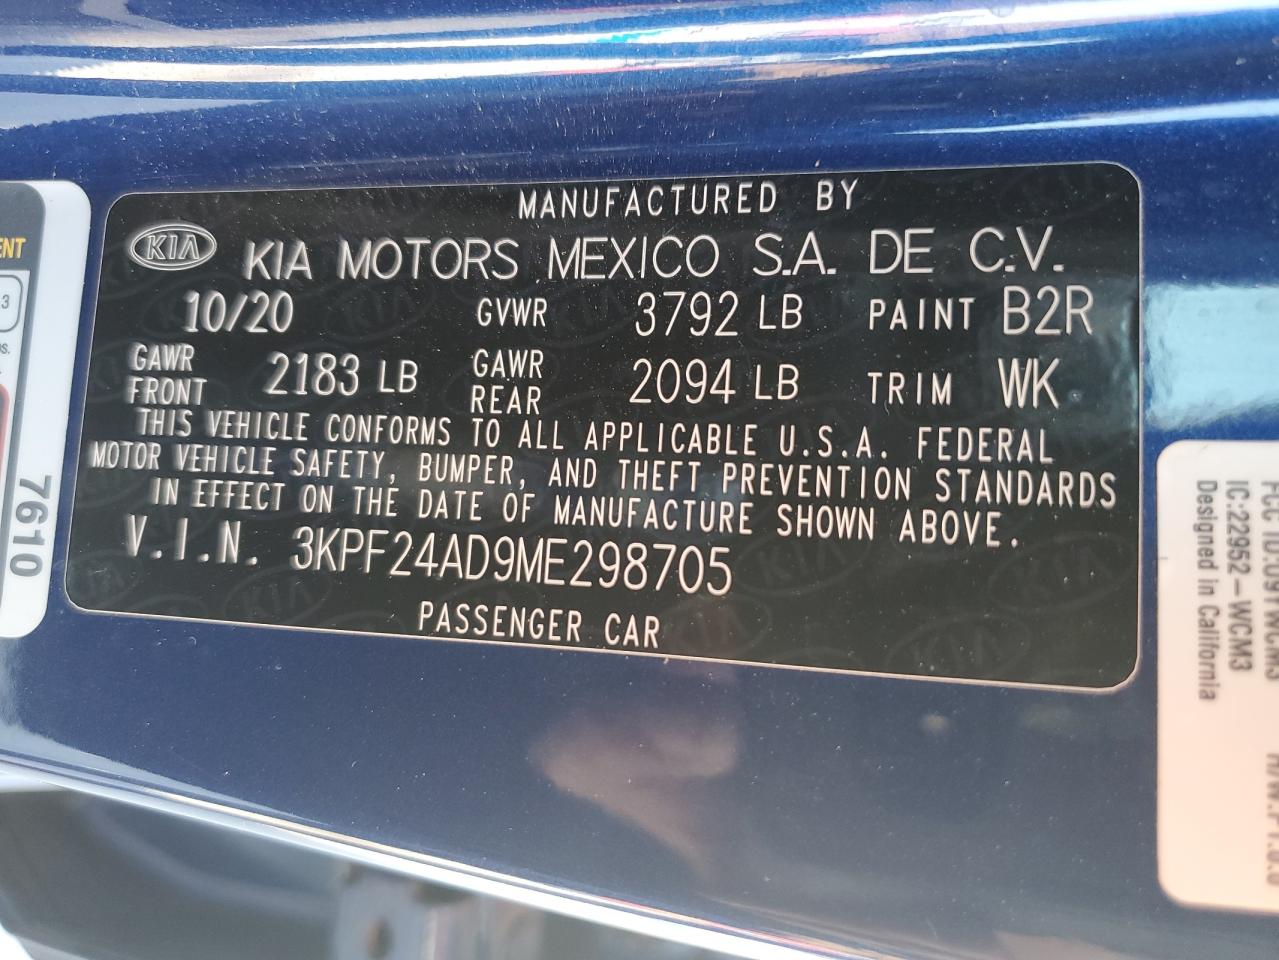 MANUFACTURED BY
KIA KIA MOTORS MEXICO S.A. DE C.V.
10/20 GVWR 3792 LB PAINT B2R
GAWR FRONT 2183 LB GAWR REAR 2094 LB TRIM WK
THIS VEHICLE CONFORMS TO ALL APPLICABLE U.S.A. FEDERAL
MOTOR VEHICLE SAFETY, BUMPER, AND THEFT PREVENTION STANDARDS
IN EFFECT ON THE DATE OF MANUFACTURE SHOWN ABOVE.
V.I.N. 3KPF24AD9ME298705
PASSENGER CAR
7610
IC:22952-WCM3
Designed in California